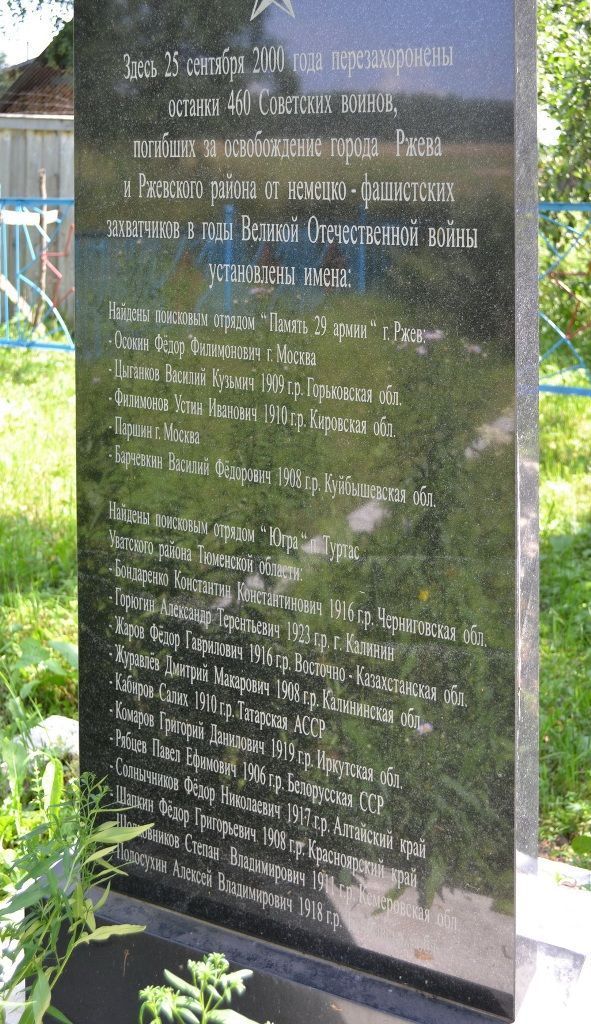 Здесь 25 сентября 2000 года перезахоронены
останки 460 Советских воинов,
погибших за освобождение города Ржева
и Ржевского района от немецко - фашистских
захватчиков в годы Великой Отечественной войны
установлены имена:
Найдены поисковым отрядом "Память 29 армии" г. Ржев:
- Осокин Фёдор Филимонович г. Москва
- Цыганков Василий Кузьмич 1909 г.р. Горьковская обл.
- Филимонов Устин Иванович 1910 г.р. Кировская обл.
- Паршин г. Москва
- Барчевкин Василий Фёдорович 1908 г.р. Куйбышевская обл.
Найдены поисковым отрядом "Югра" п. Туртас
Уватского района Тюменской области:
- Бондаренко Константин Константинович 1916 г.р. Черниговская обл.
- Горюгин Александр Терентьевич 1923 г.р. г. Калинин
- Жаров Фёдор Гаврилович 1916 г.р. Восточно - Казахстанская обл.
- Журавлёв Дмитрий Макарович 1908 г.р. Калининская обл.
- Кабиров Салих 1910 г.р. Татарская АССР
- Комаров Григорий Данилович 1919 г.р. Иркутская обл.
- Рябцев Павел Ефимович 1906 г.р. Белорусская ССР
- Солнычников Фёдор Николаевич 1917 г.р. Алтайский край
- Шапкин Фёдор Григорьевич 1908 г.р. Красноярский край
Степан Владимирович 1911 г.р. Кемеровская обл.
Полосухин Алексей Владимирович 1918 г.р.